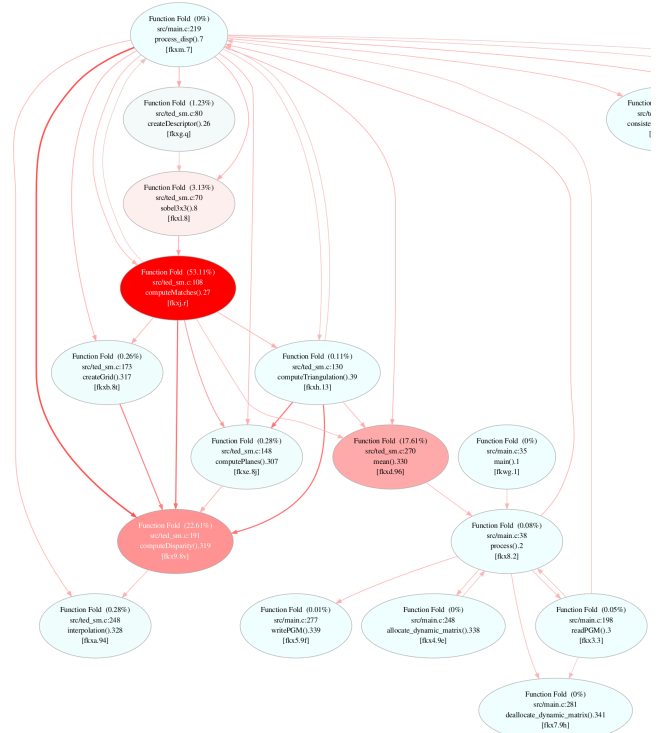 Function Fold (0%)
src/main.c:219
process_disp().7
[fkxm.7]
Function Fold (1.23%)
src/ted_sm.c:80
createDescriptor().26
[fkxg.q]
Function
src/te
consiste
[
Function Fold (3.13%)
src/ted_sm.c:70
sobel3x3().8
[fkxl.8]
Function Fold (53.11%)
src/ted_sm.c:108
computeMatches().27
[fkxj.r]
Function Fold (0.26%)
src/ted_sm.c:173
createGrid().317
[fkxb.8t]
Function Fold (0.11%)
src/ted_sm.c:130
computeTriangulation().39
[fkxh.13]
Function Fold (0.28%)
src/ted_sm.c:148
computePlanes().307
[fkxe.8j]
Function Fold (17.61%)
src/ted_sm.c:270
mean().330
[fkxd.96]
Function Fold (0%)
src/main.c:35
main().1
[fkwg.1]
Function Fold (22.61%)
src/ted_sm.c:191
computeDisparity().319
[fkx9.8v]
Function Fold (0.08%)
src/main.c:38
process().2
[fkx8.2]
Function Fold (0.28%)
src/ted_sm.c:248
interpolation().328
[fkxa.94]
Function Fold (0.01%)
src/main.c:277
writePGM().339
[fkx5.9f]
Function Fold (0%)
src/main.c:248
allocate_dynamic_matrix().338
[fkx4.9e]
Function Fold (0.05%)
src/main.c:198
readPGM().3
[fkx3.3]
Function Fold (0%)
src/main.c:281
deallocate_dynamic_matrix().341
[fkx7.9h]